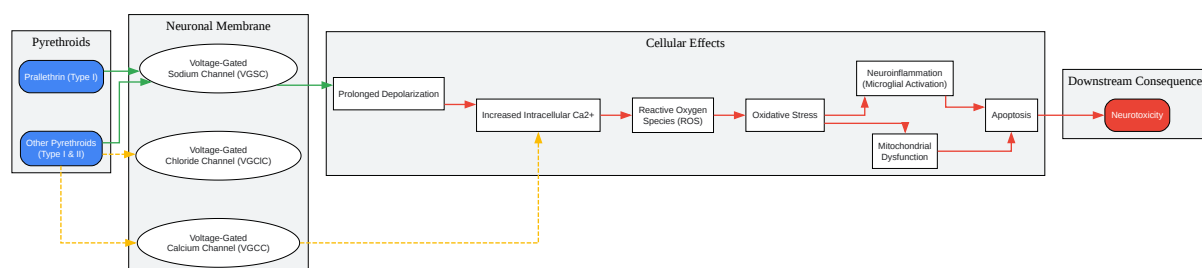 Pyrethroids
Prallethrin (Type I)
Other Pyrethroids
(Type I & II)
Neuronal Membrane
Voltage-Gated
Sodium Channel (VGSC)
Voltage-Gated
Chloride Channel (VGClC)
Voltage-Gated
Calcium Channel (VGCC)
Cellular Effects
Prolonged Depolarization
Increased Intracellular Ca2+
Reactive Oxygen
Species (ROS)
Oxidative Stress
Neuroinflammation
(Microglial Activation)
Mitochondrial
Dysfunction
Apoptosis
Downstream Consequence
Neurotoxicity